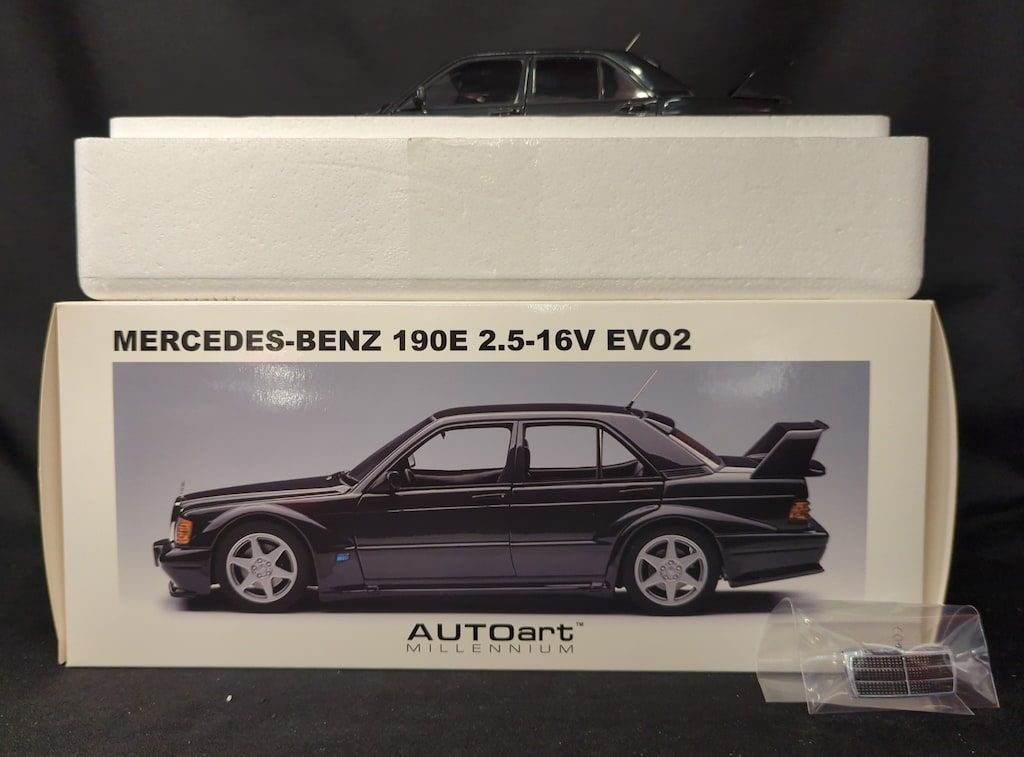 MERCEDES-BENZ 190E 2.5-16V EVO2
AUTOart™
MILLENNIUM